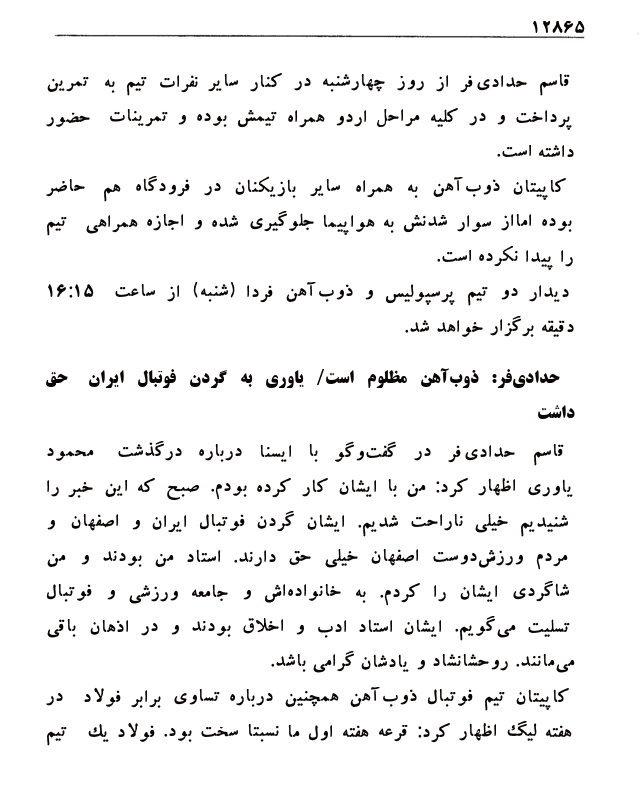 ۱۲۸۶۵
قاسم حدادی‌فر از روز چهارشنبه در کنار سایر نفرات تیم به تمرین
پرداخت و در کلیه مراحل اردو همراه تیمش بوده و تمرینات حضور
داشته است.
کاپیتان ذوب‌آهن به همراه سایر بازیکنان در فرودگاه هم حاضر
بوده امااز سوار شدنش به هواپیما جلوگیری شده و اجازه همراهی تیم
را پیدا نکرده است.
دیدار دو تیم پرسپولیس و ذوب‌آهن فردا (شنبه) از ساعت ۱۶:۱۵
دقیقه برگزار خواهد شد.
حدادی‌فر: ذوب‌آهن مظلوم است/ یاوری به گردن فوتبال ایران حق
داشت
قاسم حدادی‌فر در گفت‌وگو با ایسنا درباره درگذشت محمود
یاوری اظهار کرد: من با ایشان کار کرده بودم. صبح که این خبر را
شنیدیم خیلی ناراحت شدیم. ایشان گردن فوتبال ایران و اصفهان و
مردم ورزش‌دوست اصفهان خیلی حق دارند. استاد من بودند و من
شاگردی ایشان را کردم. به خانواده‌اش و جامعه ورزشی و فوتبال
تسلیت می‌گویم. ایشان استاد ادب و اخلاق بودند و در اذهان باقی
می‌مانند. روحشانشاد و یادشان گرامی باشد.
کاپیتان تیم فوتبال ذوب‌آهن همچنین درباره تساوی برابر فولاد در
هفته لیگ اظهار کرد: قرعه هفته اول ما نسبتا سخت بود. فولاد یك تیم